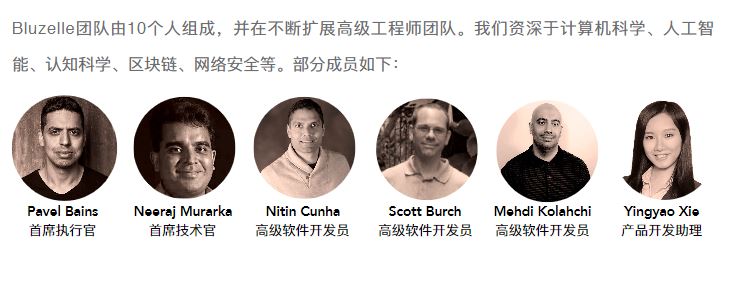 Bluzelle团队由10个人组成，并在不断扩展高级工程师团队。我们资深于计算机科学、人工智
能、认知科学、区块链、网络安全等。部分成员如下：
Pavel Bains Neeraj Murarka Nitin Cunha Scott Burch Mehdi Kolahchi Yingyao Xie
首席执行官 首席技术官 高级软件开发员 高级软件开发员 高级软件开发员 产品开发助理